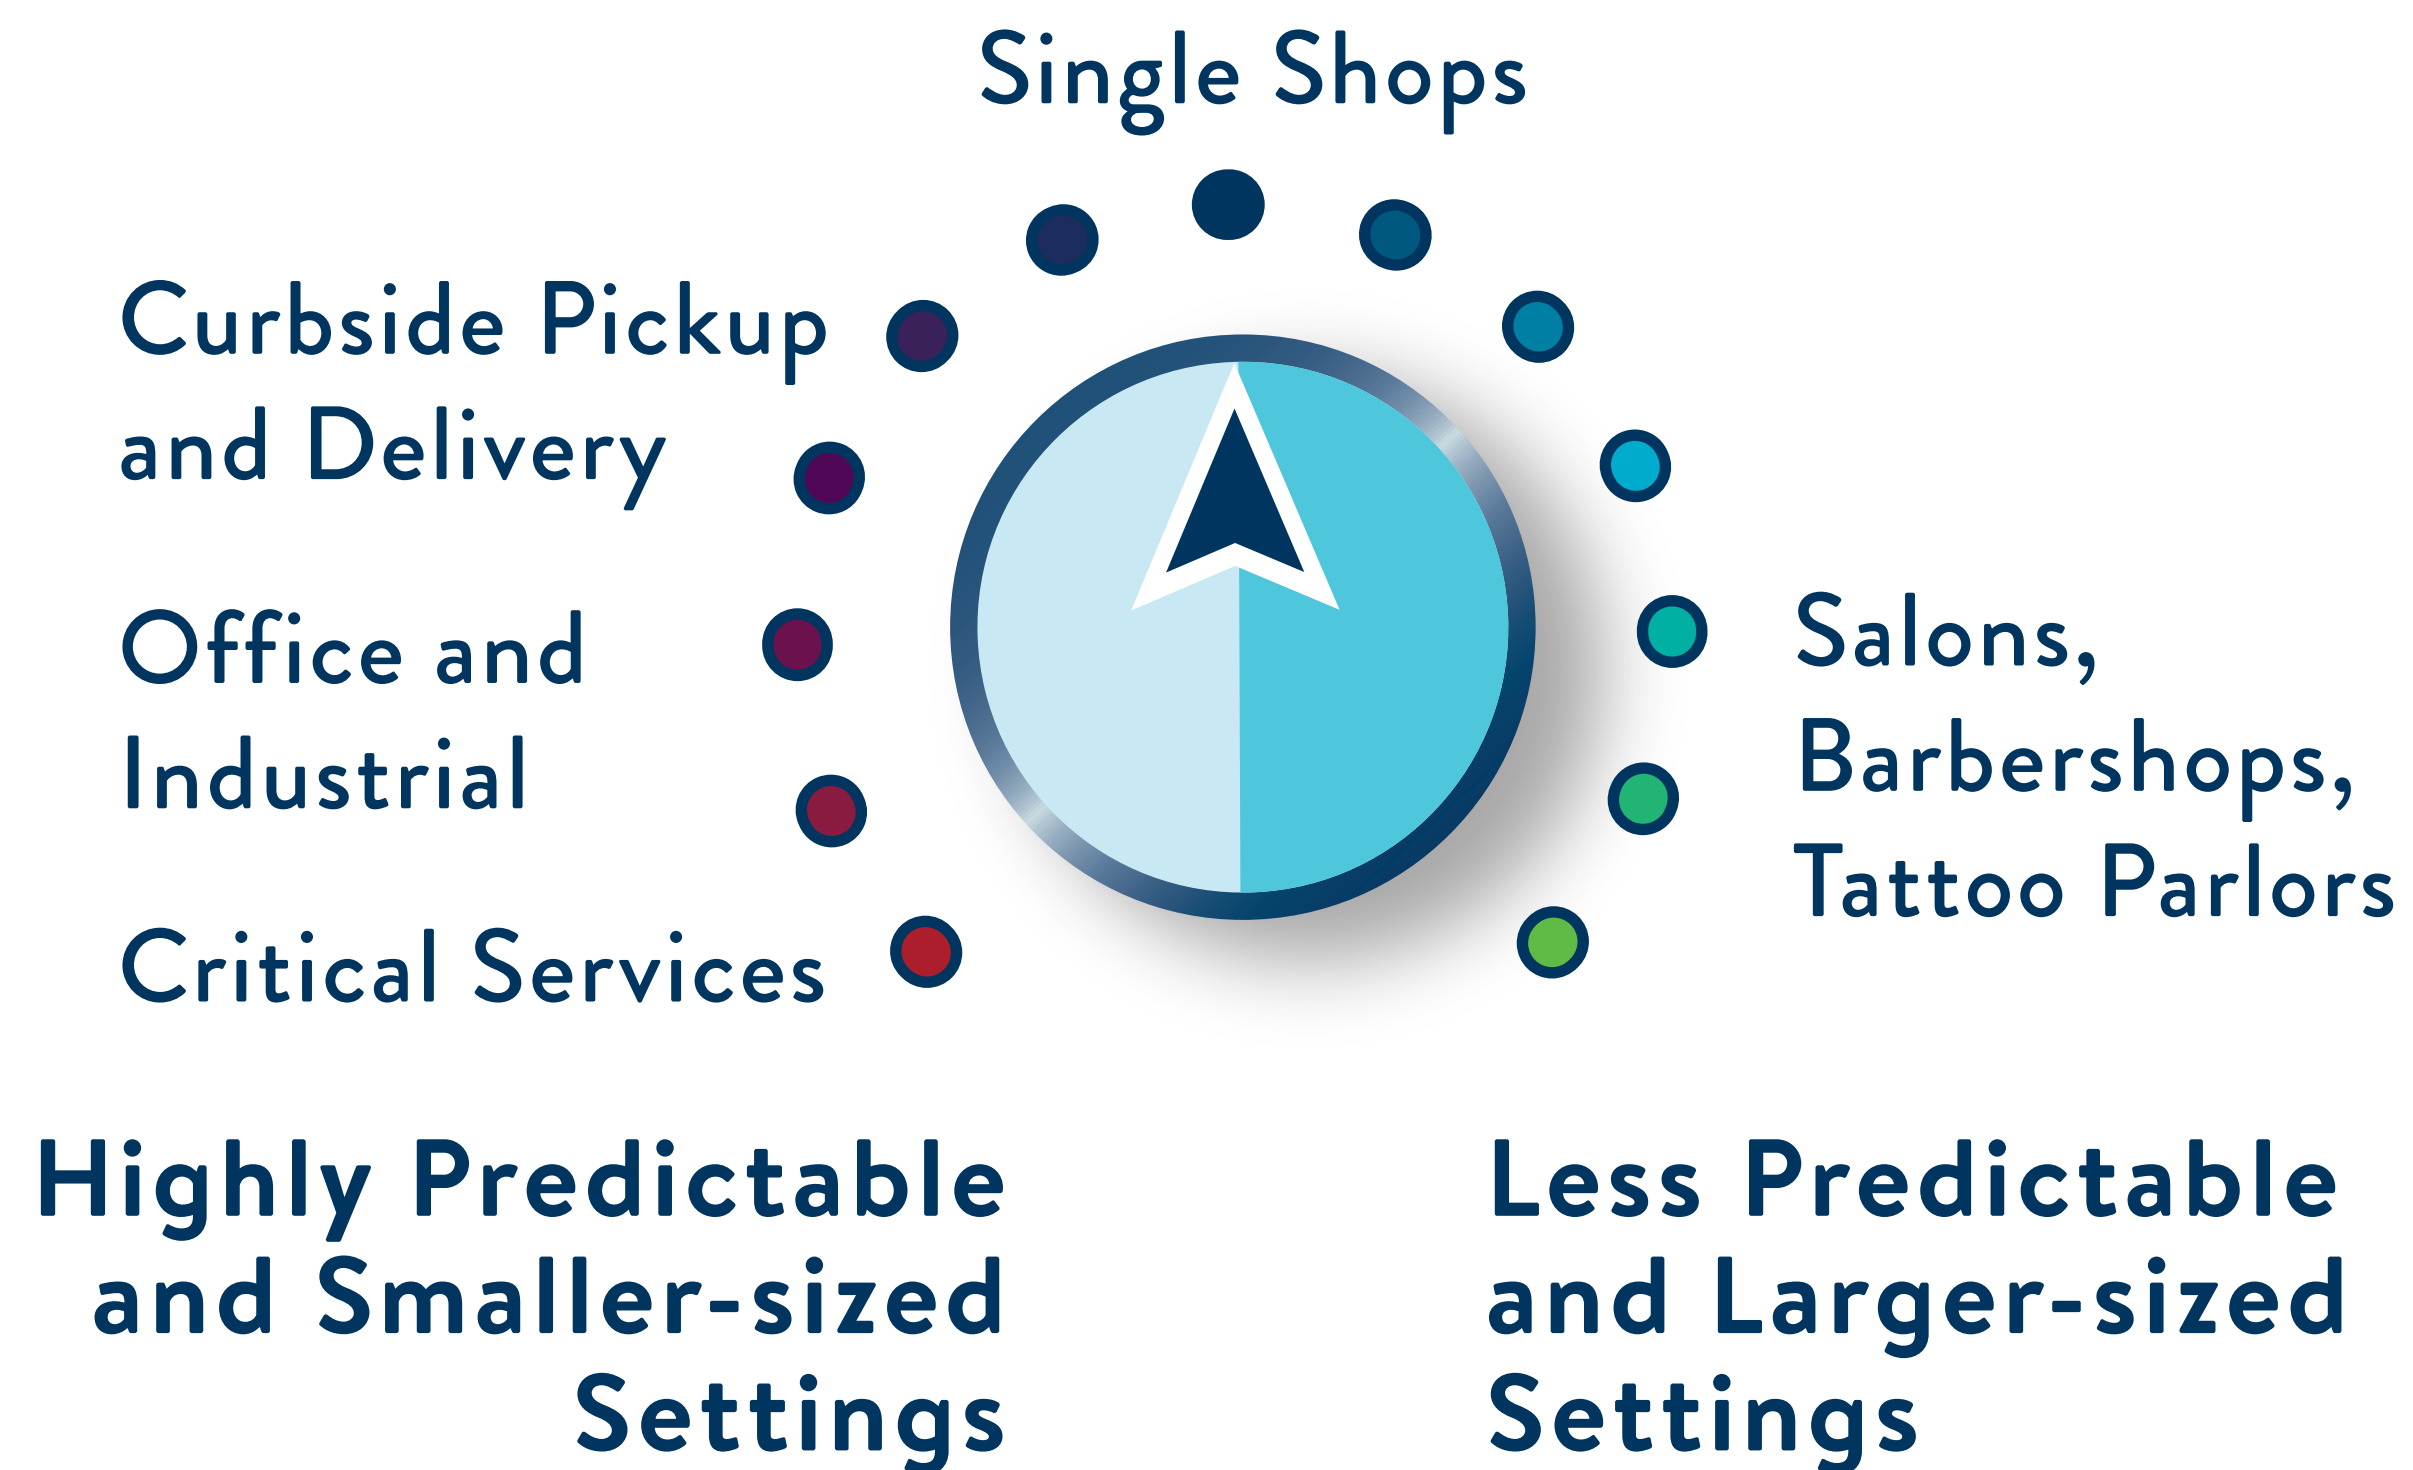 Single Shops
Curbside Pickup
and Delivery
Office and
Industrial
Critical Services
Salons,
Barbershops,
Tattoo Parlors
Highly Predictable
and Smaller-sized
Settings
Less Predictable
and Larger-sized
Settings